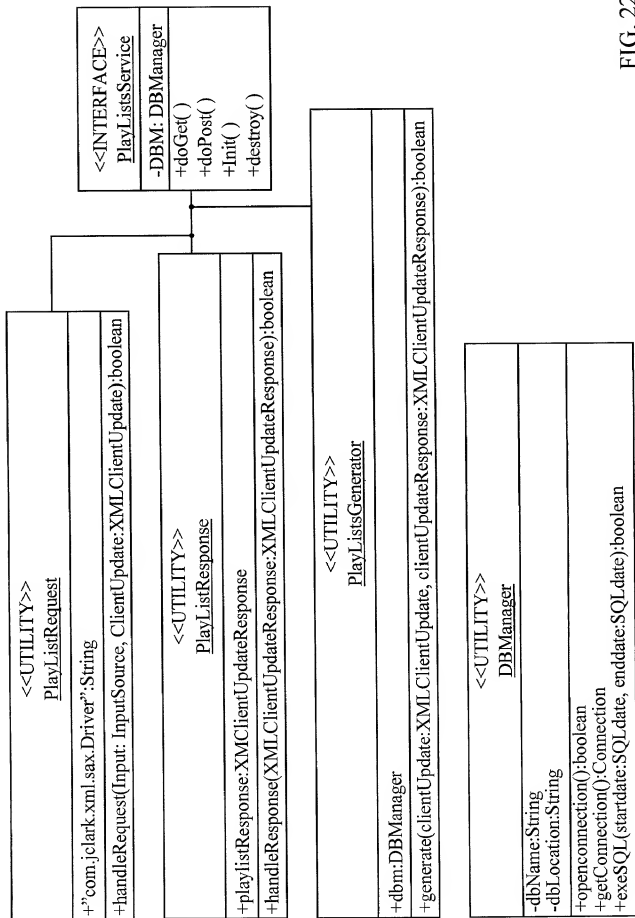 <<UTILITY>>
PlayListRequest
+"com.jclark.xml.sax.Driver":String
+handleRequest(Input: InputSource, ClientUpdate:XMLClientUpdate):boolean
<<UTILITY>>
PlayListResponse
+playlistResponse:XMClientUpdateResponse
+handleResponse(XMLClientUpdateResponse:XMLClientUpdateResponse):boolean
<<UTILITY>>
PlayListsGenerator
+dbm:DBManager
+generate(clientUpdate:XMLClientUpdate, clientUpdateResponse:XMLClientUpdateResponse):boolean
<<UTILITY>>
DBManager
-dbName:String
-dbLocation:String
+openconnection():boolean
+getConnection():Connection
+exeSQL(startdate:SQLdate, enddate:SQLdate):boolean
<<INTERFACE>>
PlayListsService
-DBM: DBManager
+doGet( )
+doPost( )
+Init( )
+destroy( )
FIG. 22